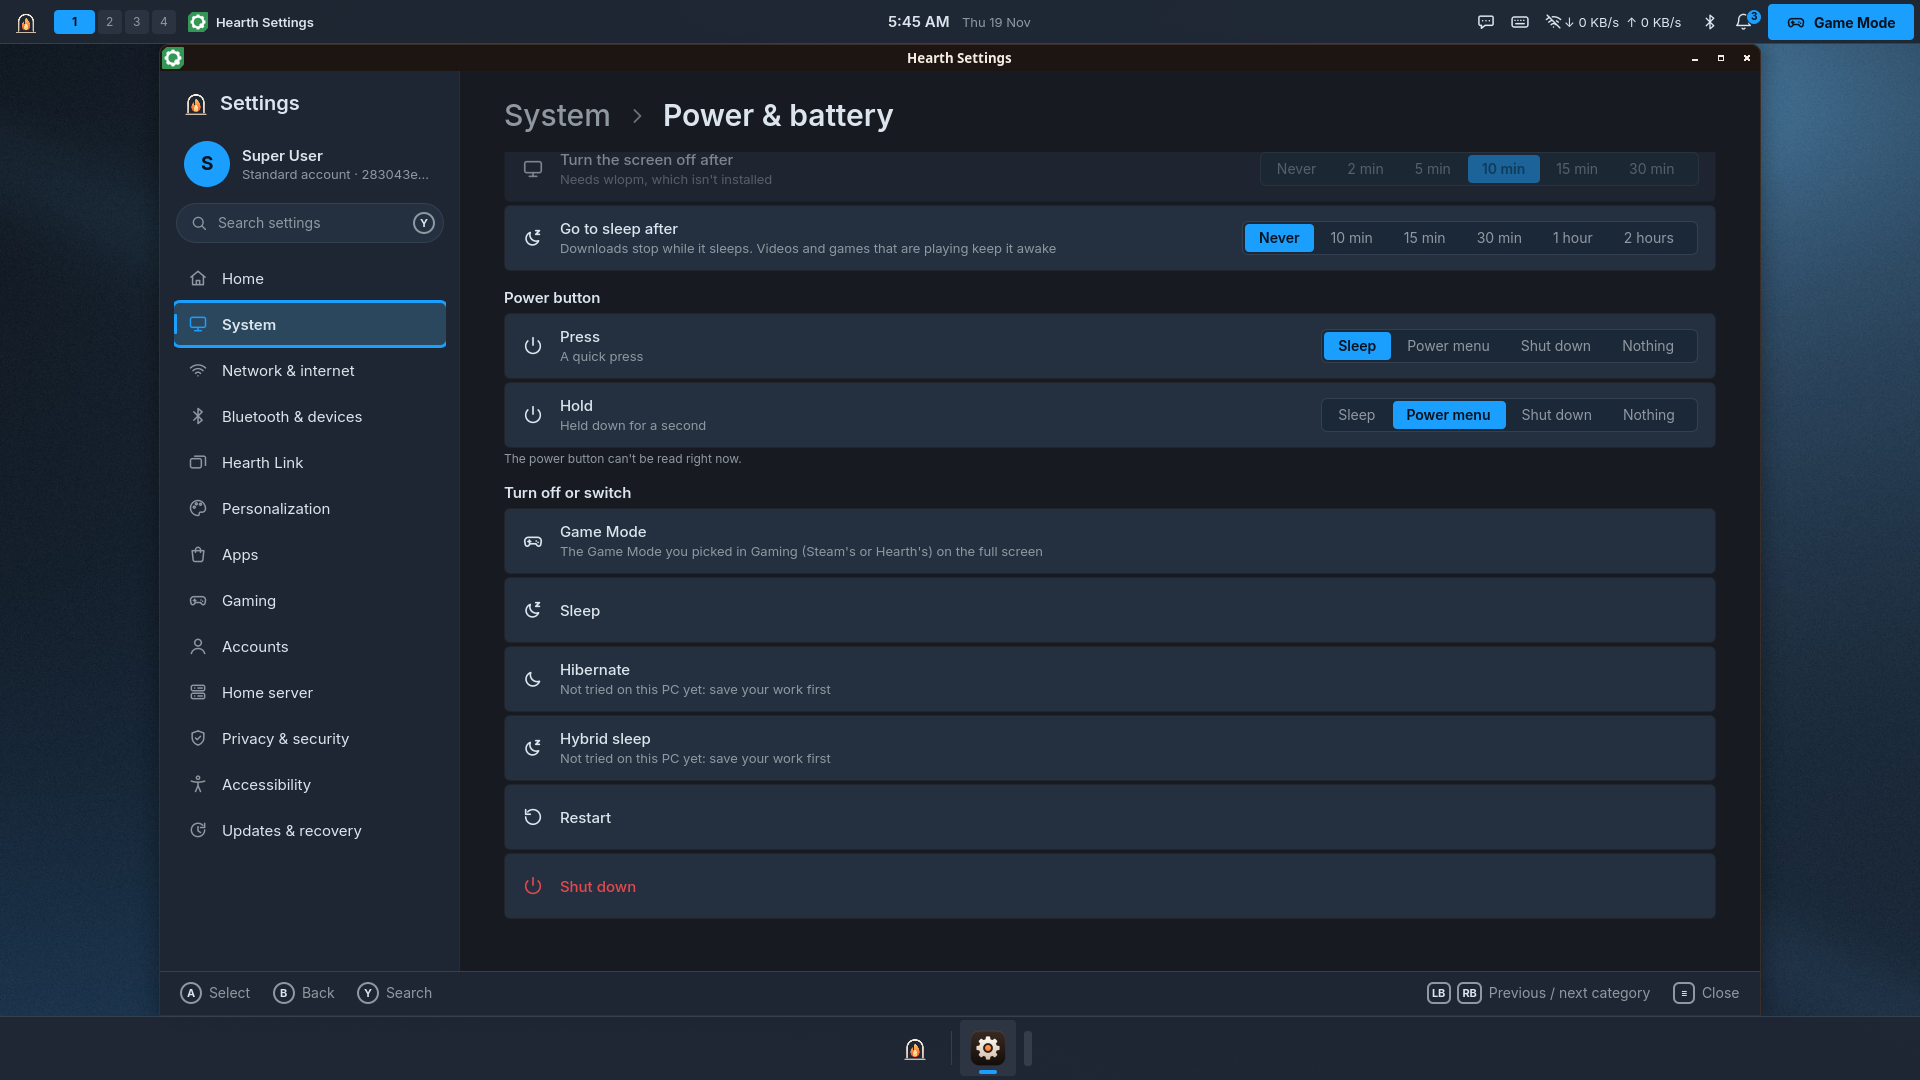 1 2 3 4 Hearth Settings
5:45 AM Thu 19 Nov
↓ 0 KB/s ↑ 0 KB/s
3
Game Mode
Hearth Settings
Settings
S
Super User
Standard account · 283043e...
Search settings Y
Home
System
Network & internet
Bluetooth & devices
Hearth Link
Personalization
Apps
Gaming
Accounts
Home server
Privacy & security
Accessibility
Updates & recovery
System > Power & battery
Turn the screen off after
Needs wlopm, which isn't installed
Never 2 min 5 min 10 min 15 min 30 min
Go to sleep after
Downloads stop while it sleeps. Videos and games that are playing keep it awake
Never 10 min 15 min 30 min 1 hour 2 hours
Power button
Press
A quick press
Sleep Power menu Shut down Nothing
Hold
Held down for a second
Sleep Power menu Shut down Nothing
The power button can't be read right now.
Turn off or switch
Game Mode
The Game Mode you picked in Gaming (Steam's or Hearth's) on the full screen
Sleep
Hibernate
Not tried on this PC yet: save your work first
Hybrid sleep
Not tried on this PC yet: save your work first
Restart
Shut down
A Select B Back Y Search
LB RB Previous / next category ≡ Close